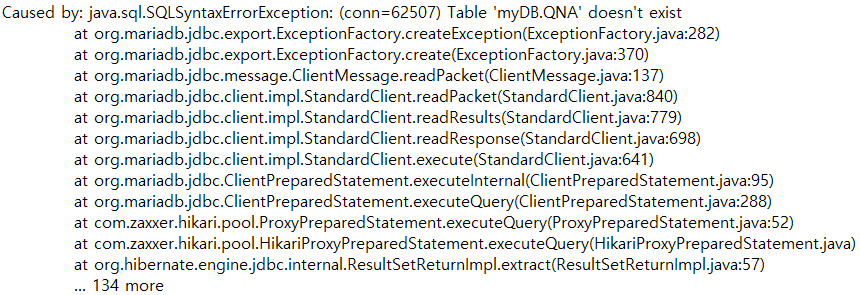 Caused by: java.sql.SQLSyntaxErrorException: (conn=62507) Table 'myDB.QNA' doesn't exist
at org.mariadb.jdbc.export.ExceptionFactory.createException(ExceptionFactory.java:282)
at org.mariadb.jdbc.export.ExceptionFactory.create(ExceptionFactory.java:370)
at org.mariadb.jdbc.message.ClientMessage.readPacket(ClientMessage.java:137)
at org.mariadb.jdbc.client.impl.StandardClient.readPacket(StandardClient.java:840)
at org.mariadb.jdbc.client.impl.StandardClient.readResults(StandardClient.java:779)
at org.mariadb.jdbc.client.impl.StandardClient.readResponse(StandardClient.java:698)
at org.mariadb.jdbc.client.impl.StandardClient.execute(StandardClient.java:641)
at org.mariadb.jdbc.ClientPreparedStatement.executeInternal(ClientPreparedStatement.java:95)
at org.mariadb.jdbc.ClientPreparedStatement.executeQuery(ClientPreparedStatement.java:288)
at com.zaxxer.hikari.pool.ProxyPreparedStatement.executeQuery(ProxyPreparedStatement.java:52)
at com.zaxxer.hikari.pool.HikariProxyPreparedStatement.executeQuery(HikariProxyPreparedStatement.java)
at org.hibernate.engine.jdbc.internal.ResultSetReturnImpl.extract(ResultSetReturnImpl.java:57)
... 134 more